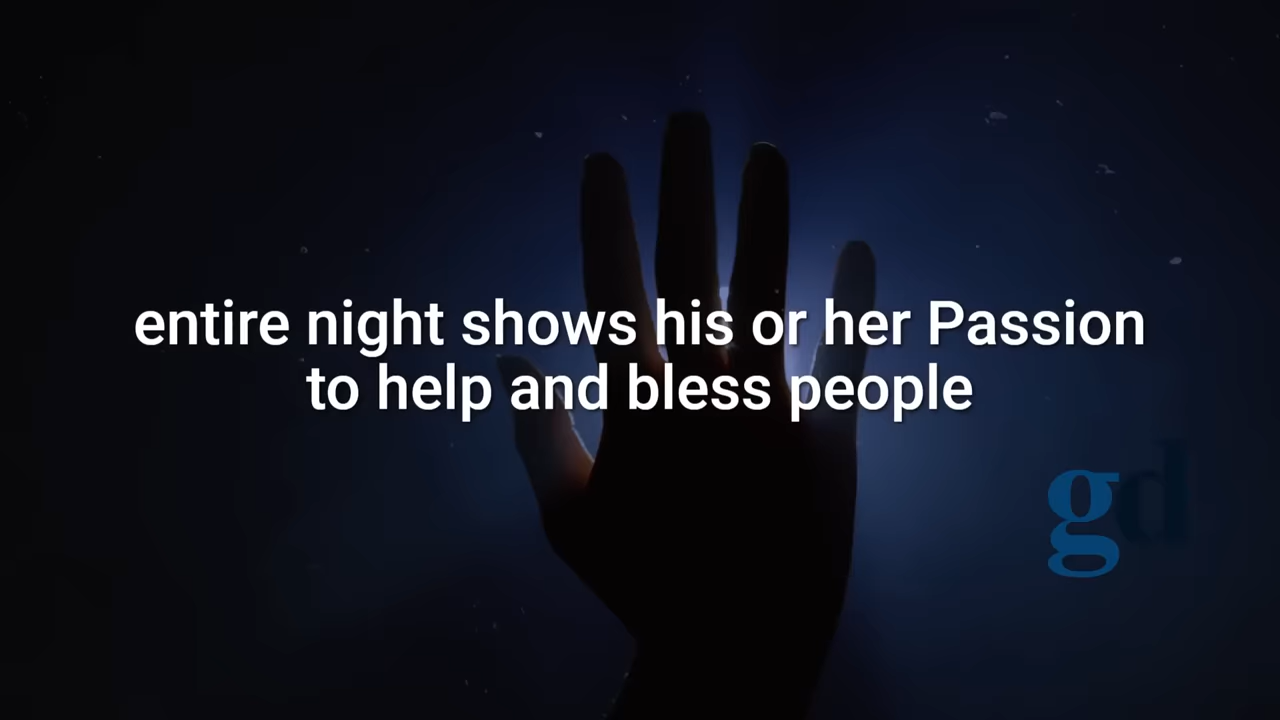 entire night shows his or her Passion
to help and bless people
gd